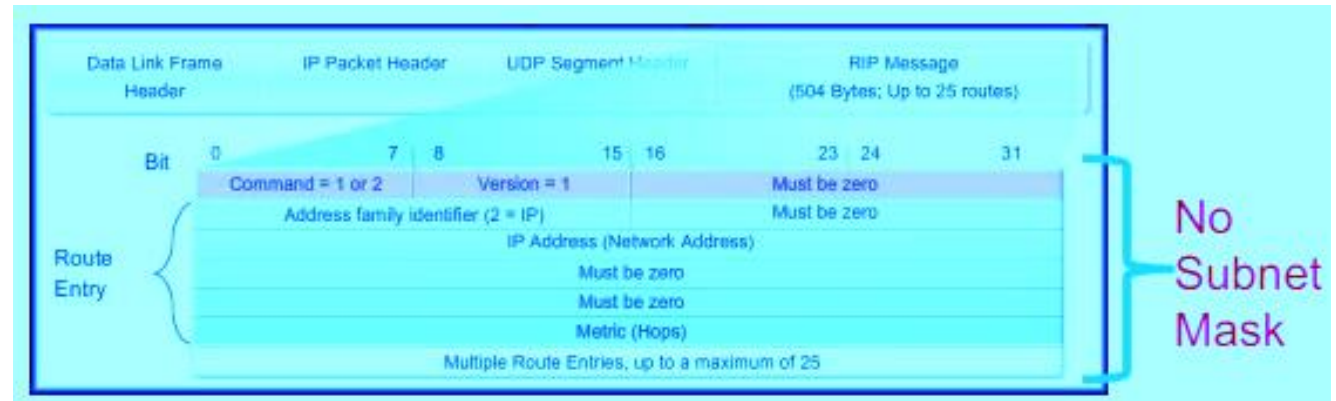 Data Link Frame Header
IP Packet Header
UDP Segment Header
RIP Message
(504 Bytes; Up to 25 routes)
Bit 0 7 8 15 16 23 24 31
Command = 1 or 2 Version = 1 Must be zero
Address family identifier (2 = IP) Must be zero
IP Address (Network Address)
Must be zero
Must be zero
Metric (Hops)
Multiple Route Entries, up to a maximum of 25
Route
Entry
No
Subnet
Mask